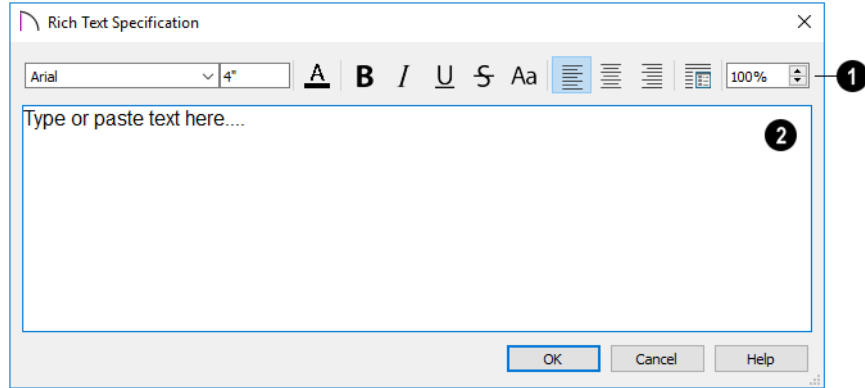 Rich Text Specification
Arial 4" A B I U S Aa 100% 1
Type or paste text here....
2
OK Cancel Help